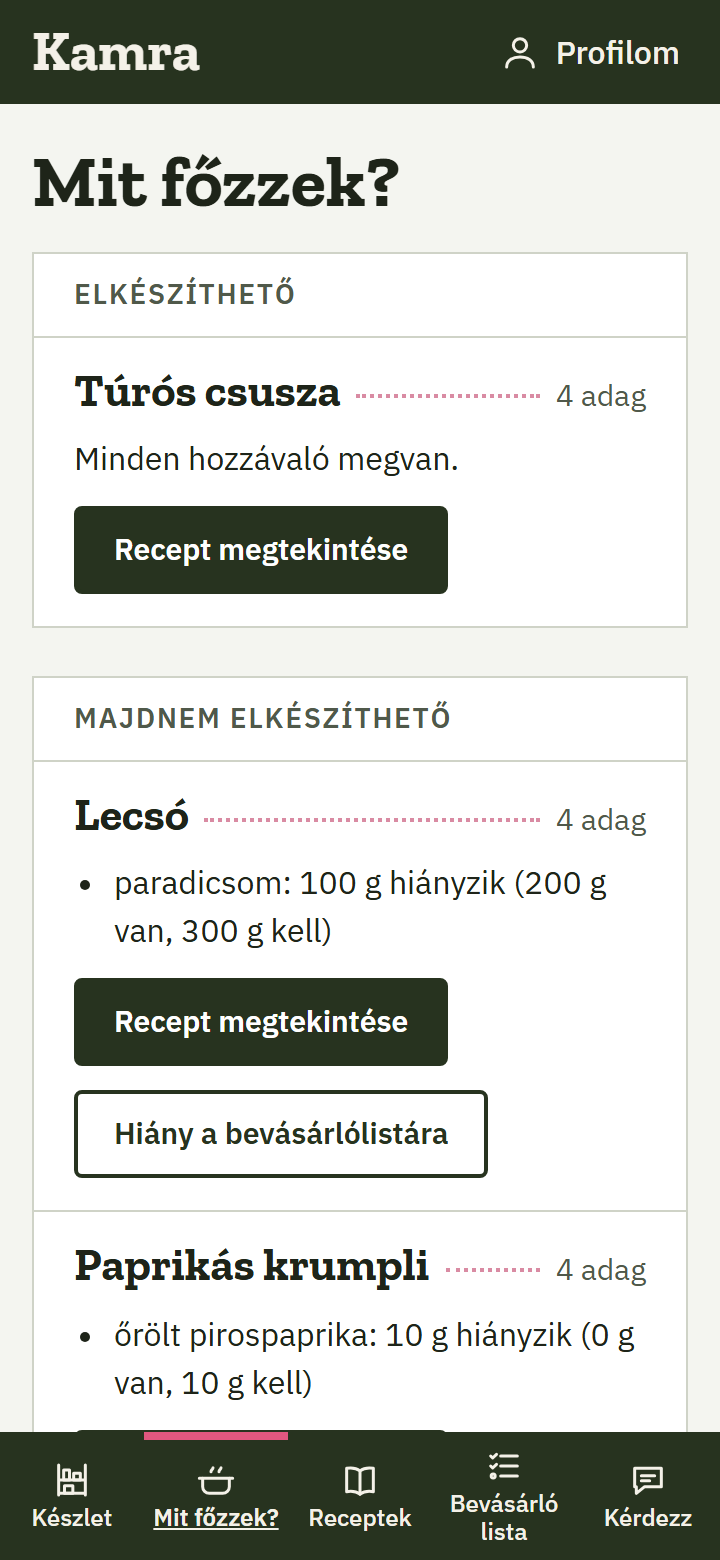 Kamra
Profilom
Mit főzzek?
ELKÉSZÍTHETŐ
Túrós csusza 4 adag
Minden hozzávaló megvan.
Recept megtekintése
MAJDNEM ELKÉSZÍTHETŐ
Lecsó 4 adag
paradicsom: 100 g hiányzik (200 g
van, 300 g kell)
Recept megtekintése
Hiány a bevásárlólistára
Paprikás krumpli 4 adag
őrölt pirospaprika: 10 g hiányzik (0 g
van, 10 g kell)
Készlet
Mit főzzek?
Receptek
Bevásárló
lista
Kérdezz